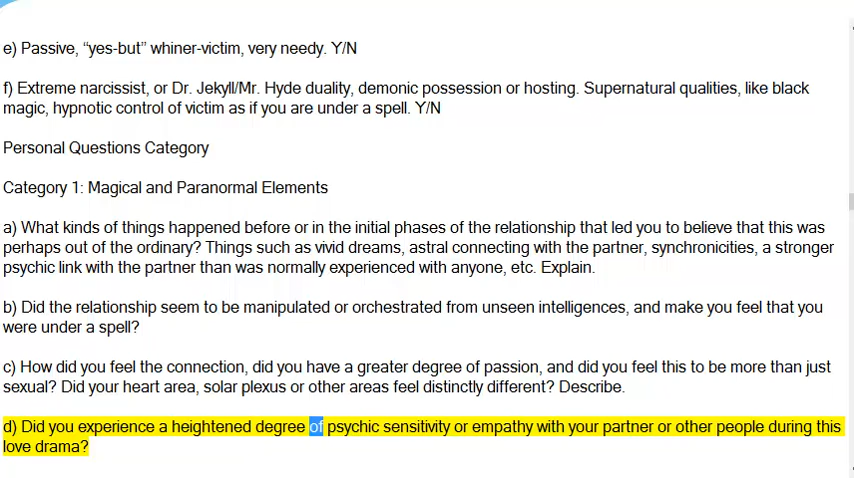 e) Passive, “yes-but” whiner-victim, very needy. Y/N
f) Extreme narcissist, or Dr. Jekyll/Mr. Hyde duality, demonic possession or hosting. Supernatural qualities, like black
magic, hypnotic control of victim as if you are under a spell. Y/N
Personal Questions Category
Category 1: Magical and Paranormal Elements
a) What kinds of things happened before or in the initial phases of the relationship that led you to believe that this was
perhaps out of the ordinary? Things such as vivid dreams, astral connecting with the partner, synchronicities, a stronger
psychic link with the partner than was normally experienced with anyone, etc. Explain.
b) Did the relationship seem to be manipulated or orchestrated from unseen intelligences, and make you feel that you
were under a spell?
c) How did you feel the connection, did you have a greater degree of passion, and did you feel this to be more than just
sexual? Did your heart area, solar plexus or other areas feel distinctly different? Describe.
d) Did you experience a heightened degree of psychic sensitivity or empathy with your partner or other people during this
love drama?